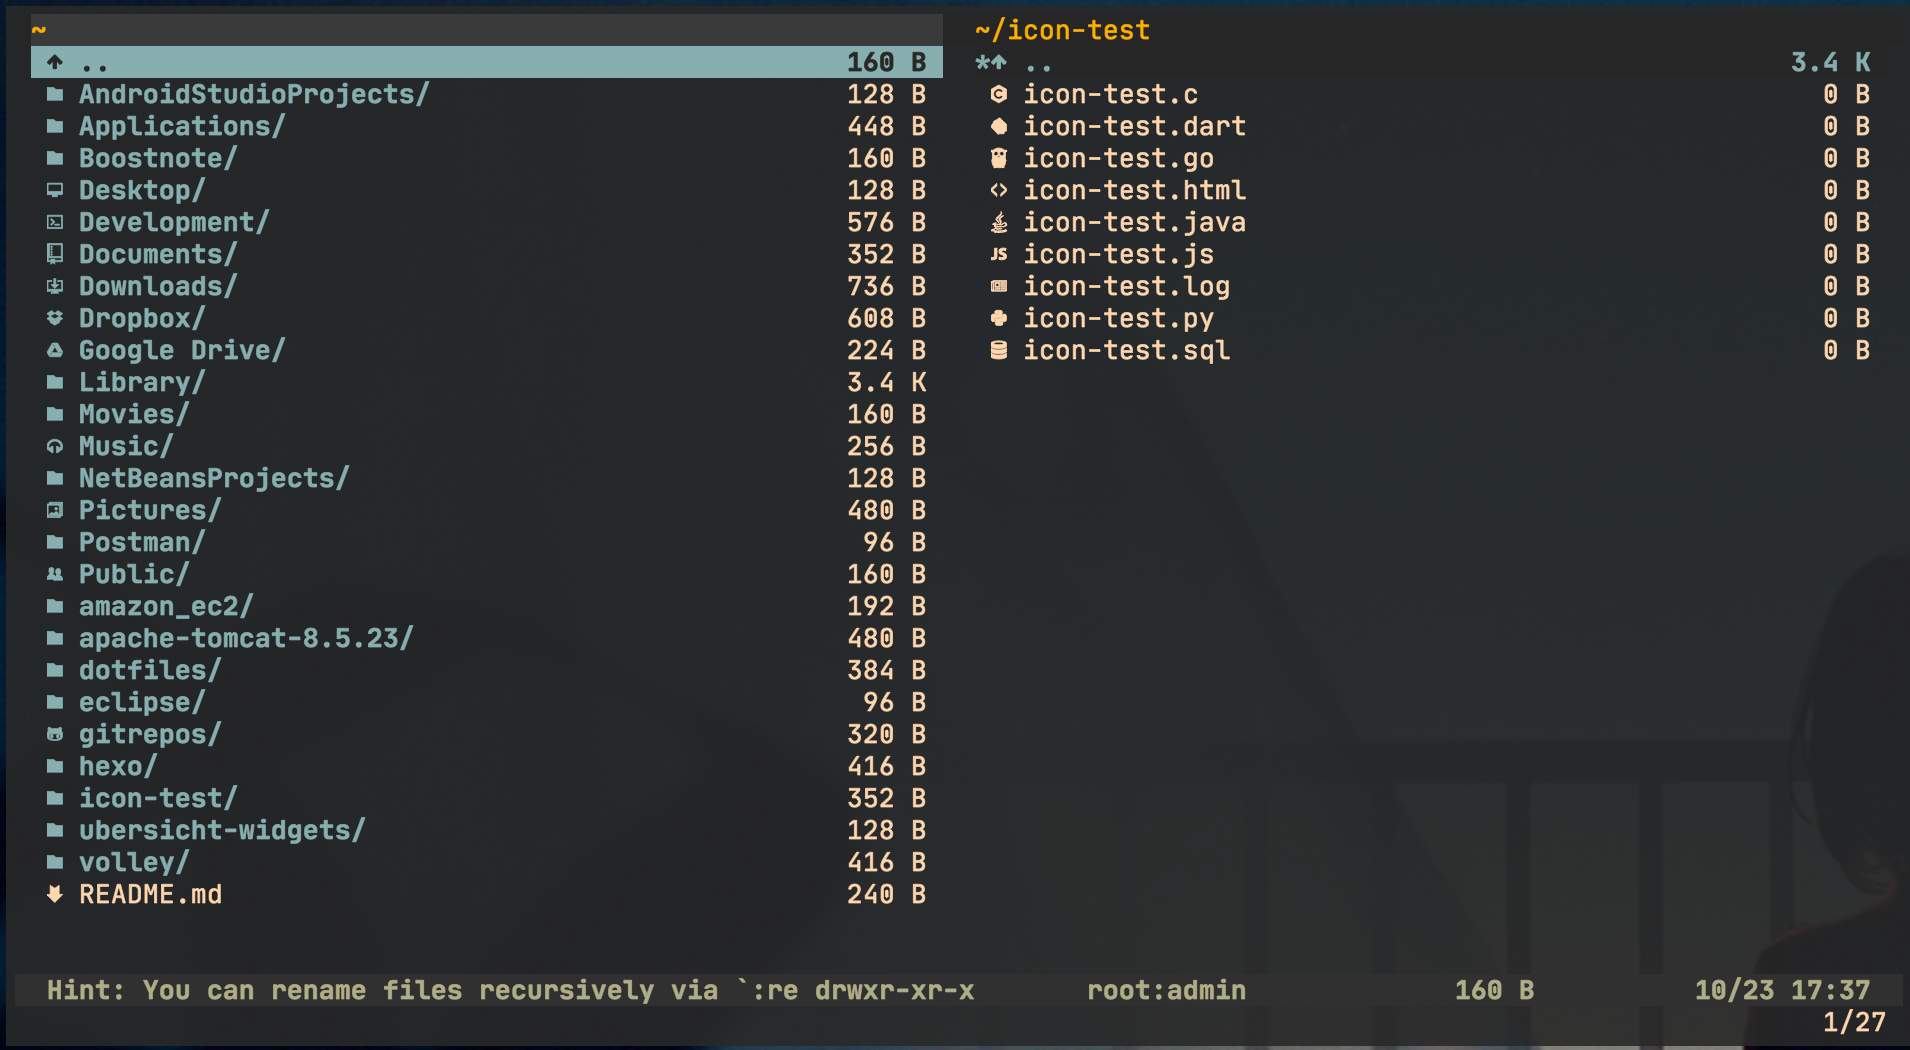 ~
.. 160 B
AndroidStudioProjects/ 128 B
Applications/ 448 B
Boostnote/ 160 B
Desktop/ 128 B
Development/ 576 B
Documents/ 352 B
Downloads/ 736 B
Dropbox/ 608 B
Google Drive/ 224 B
Library/ 3.4 K
Movies/ 160 B
Music/ 256 B
NetBeansProjects/ 128 B
Pictures/ 480 B
Postman/ 96 B
Public/ 160 B
amazon_ec2/ 192 B
apache-tomcat-8.5.23/ 480 B
dotfiles/ 384 B
eclipse/ 96 B
gitrepos/ 320 B
hexo/ 416 B
icon-test/ 352 B
ubersicht-widgets/ 128 B
volley/ 416 B
README.md 240 B
~/icon-test
* .. 3.4 K
icon-test.c 0 B
icon-test.dart 0 B
icon-test.go 0 B
icon-test.html 0 B
icon-test.java 0 B
JS icon-test.js 0 B
icon-test.log 0 B
icon-test.py 0 B
icon-test.sql 0 B
Hint: You can rename files recursively via `:re drwxr-xr-x root:admin 160 B 10/23 17:37
1/27